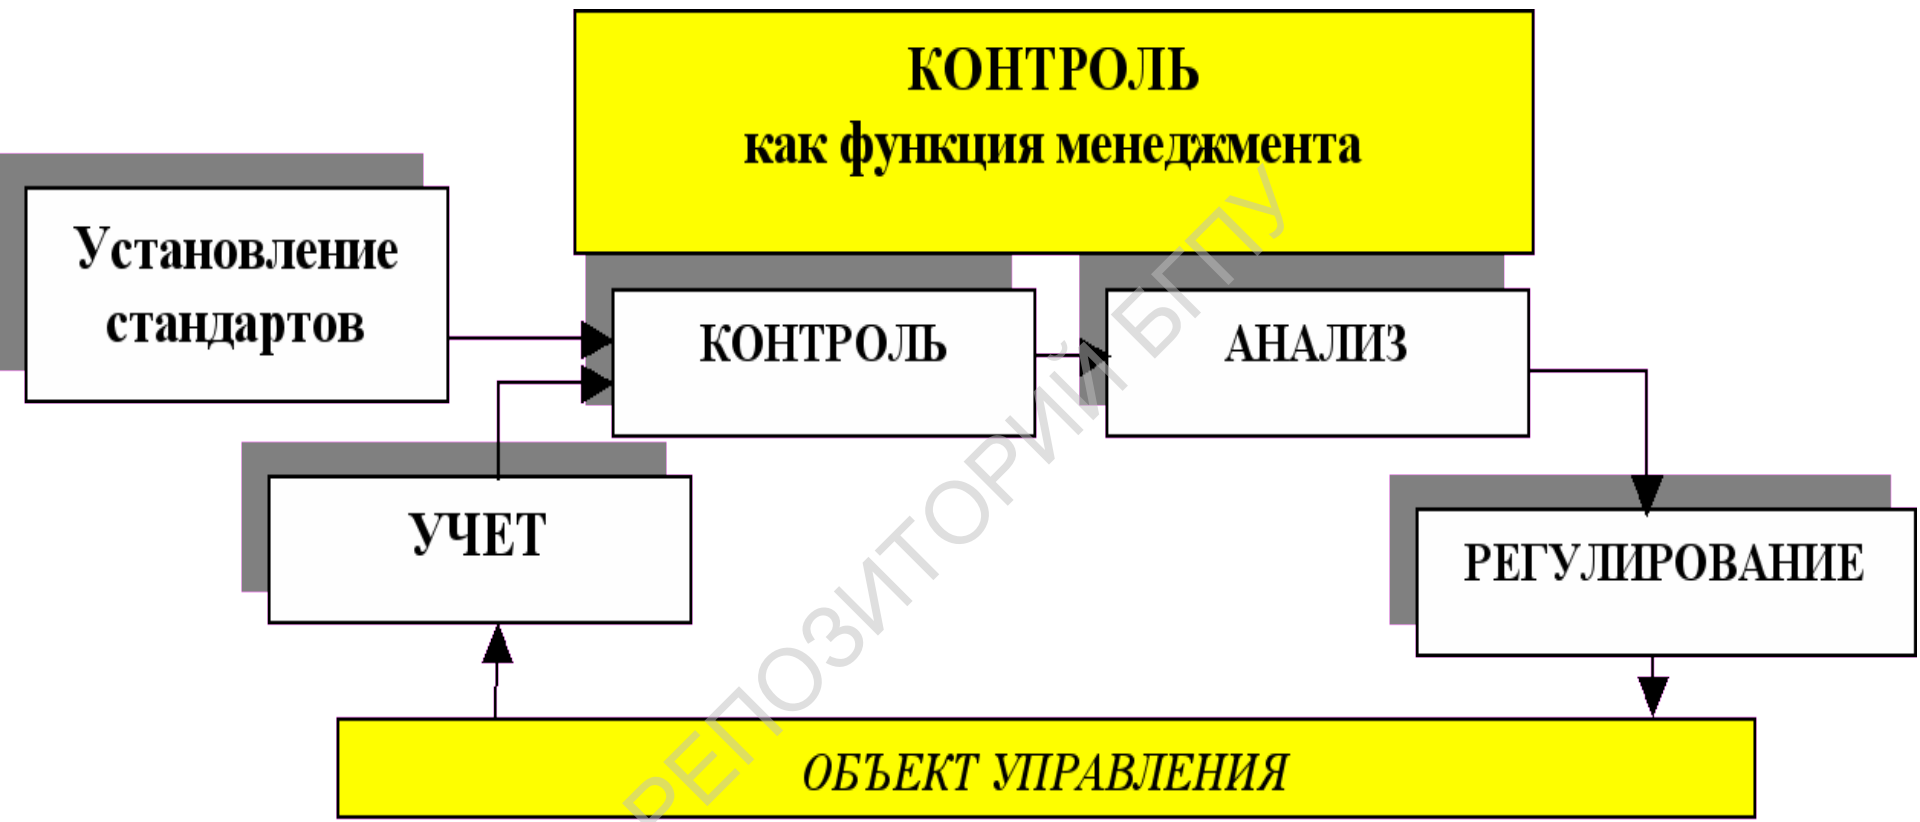 КОНТРОЛЬ
как функция менеджмента
Установление
стандартов
КОНТРОЛЬ
АНАЛИЗ
УЧЕТ
РЕГУЛИРОВАНИЕ
ОБЪЕКТ УПРАВЛЕНИЯ
РЕПОЗИТОРИЙ БГПУ